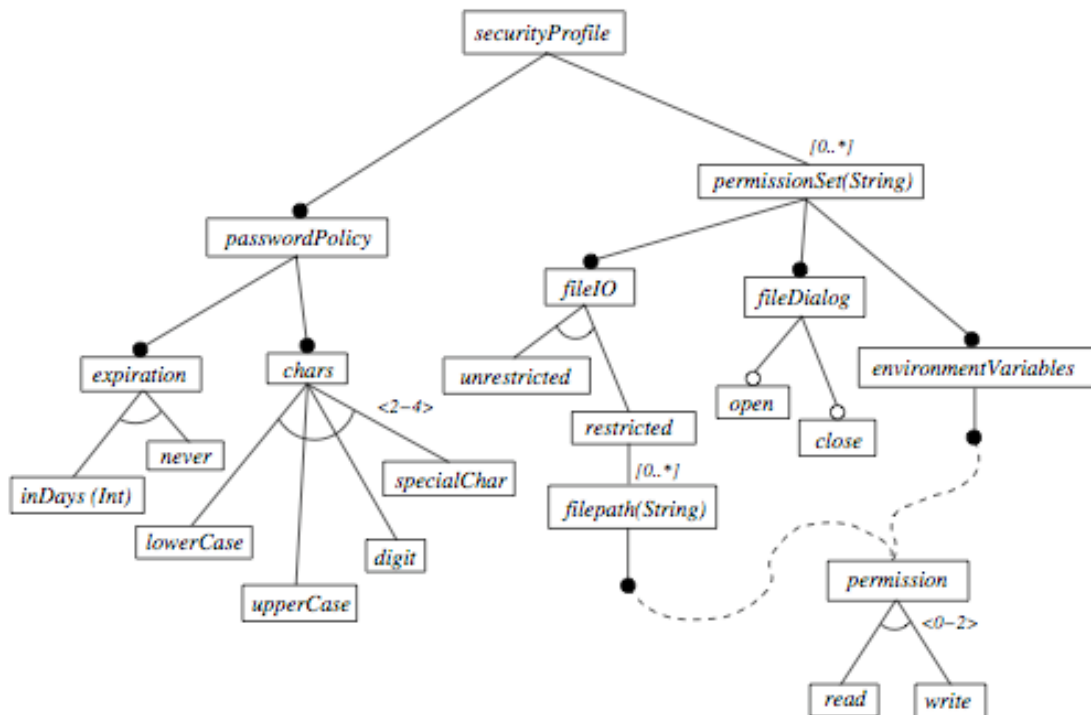 securityProfile
[0..*]
permissionSet(String)
passwordPolicy
fileIO
fileDialog
expiration
chars
unrestricted
environmentVariables
<2-4>
open
restricted
close
never
specialChar
[0..*]
inDays (Int)
filepath(String)
lowerCase
digit
upperCase
permission
<0-2>
read
write